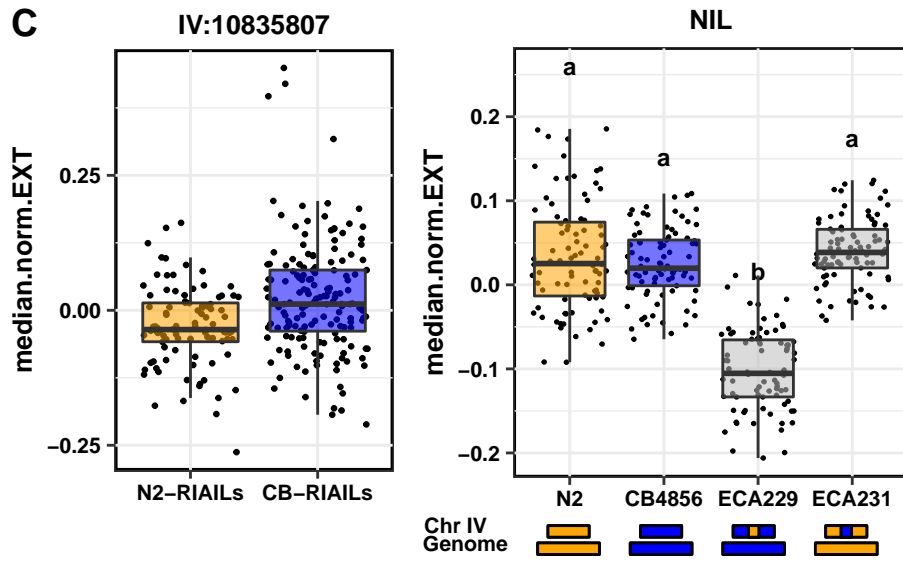 C
IV:10835807
NIL
median.norm.EXT
0.25
0.00
−0.25
N2−RIAILs
CB−RIAILs
median.norm.EXT
0.2
0.1
0.0
−0.1
−0.2
a
a
b
a
N2
CB4856
ECA229
ECA231
Chr IV
Genome